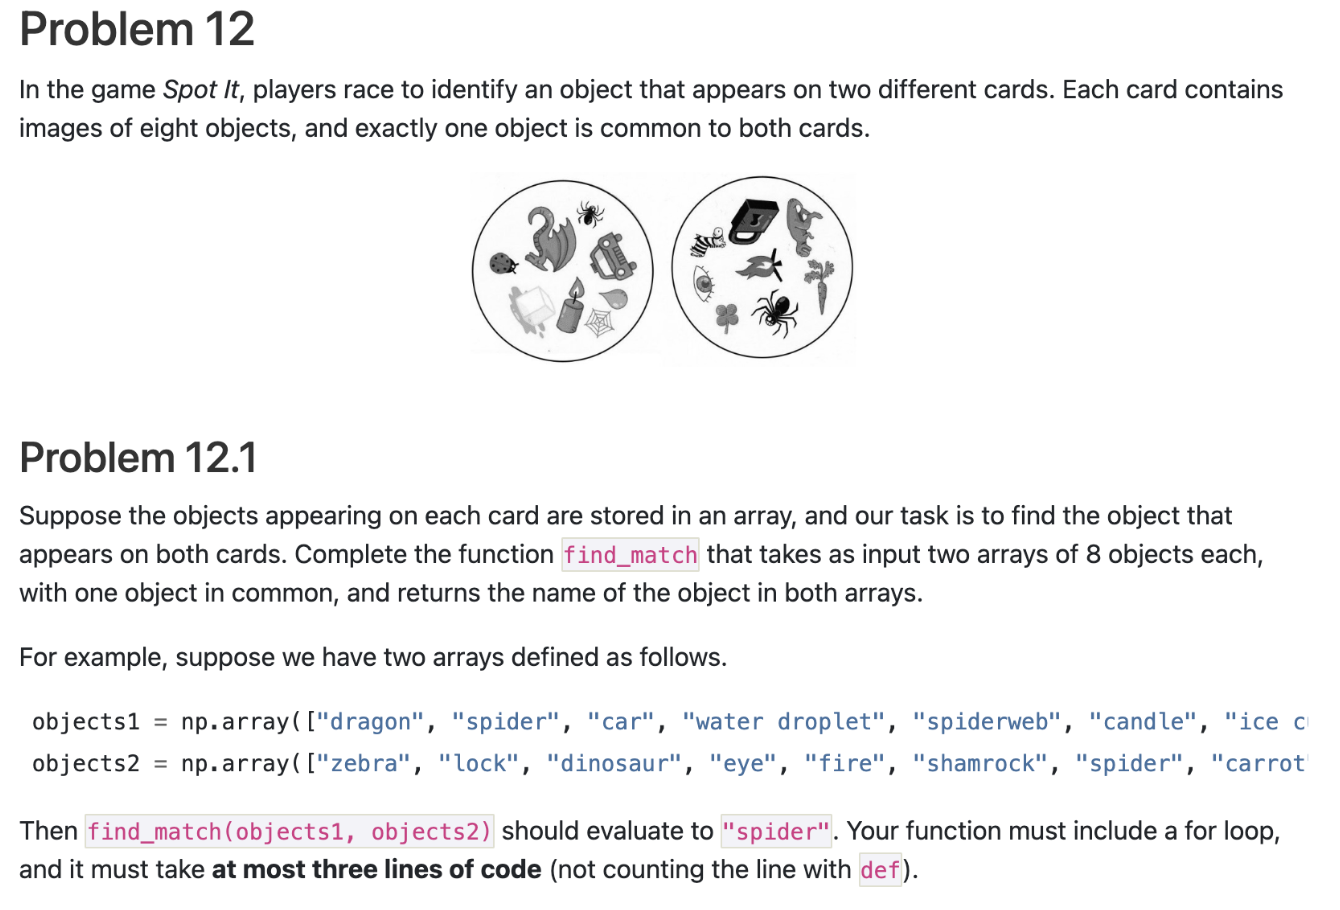 Problem 12
In the game Spot It, players race to identify an object that appears on two different cards. Each card contains
images of eight objects, and exactly one object is common to both cards.
Problem 12.1
Suppose the objects appearing on each card are stored in an array, and our task is to find the object that
appears on both cards. Complete the function find_match that takes as input two arrays of 8 objects each,
with one object in common, and returns the name of the object in both arrays.
For example, suppose we have two arrays defined as follows.
objects1 = np.array(["dragon", "spider", "car", "water droplet", "spiderweb", "candle", "ice
objects2 = np.array(["zebra", "lock", "dinosaur", "eye", "fire", "shamrock", "spider", "carrot
Then find_match(objects1, objects2) should evaluate to "spider". Your function must include a for loop,
and it must take at most three lines of code (not counting the line with def).